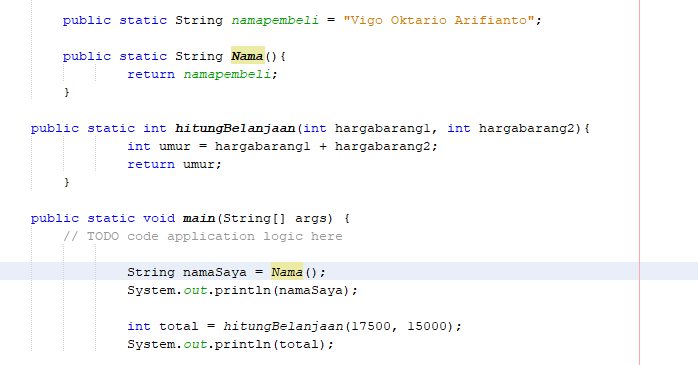 public static String namapembeli = "Vigo Oktario Arifianto";
public static String Nama(){
return namapembeli;
}
public static int hitungBelanjaan(int hargabarang1, int hargabarang2){
int umur = hargabarang1 + hargabarang2;
return umur;
}
public static void main(String[] args) {
// TODO code application logic here
String namaSaya = Nama();
System.out.println(namaSaya);
int total = hitungBelanjaan(17500, 15000);
System.out.println(total);